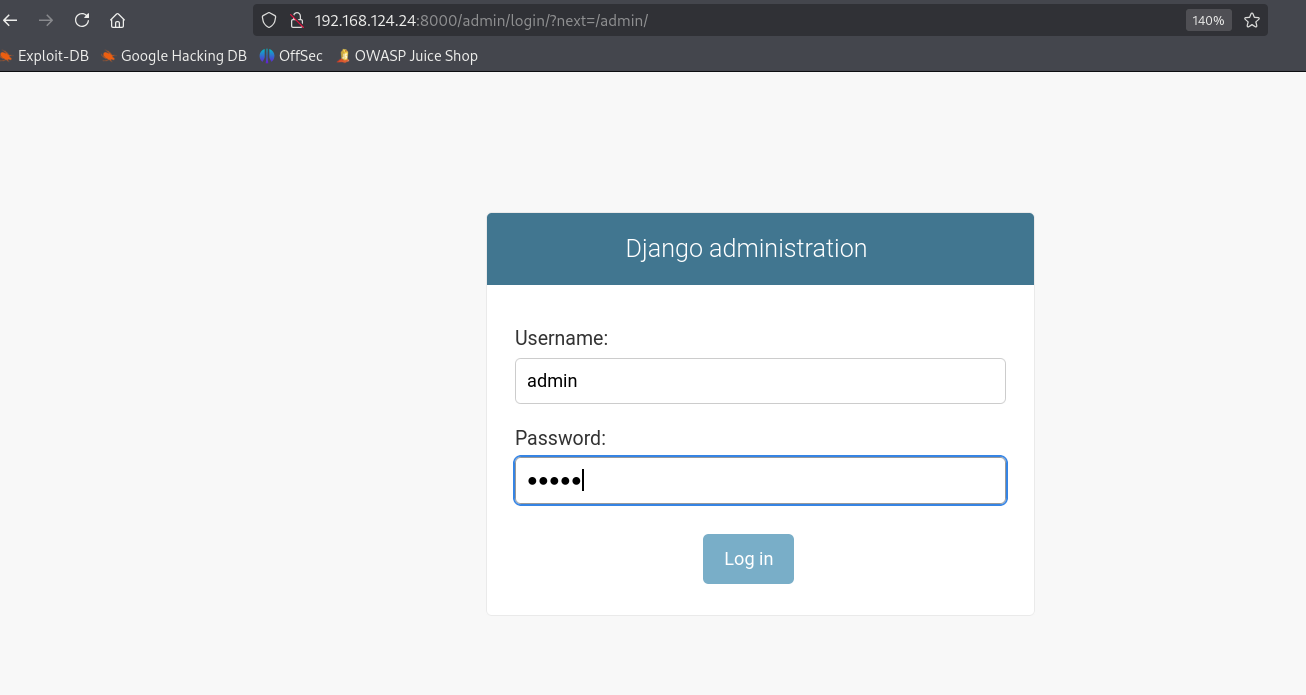 192.168.124.24:8000/admin/login/?next=/admin/ 140%
Exploit-DB Google Hacking DB OffSec OWASP Juice Shop
Django administration
Username:
admin
Password:
•••••
Log in